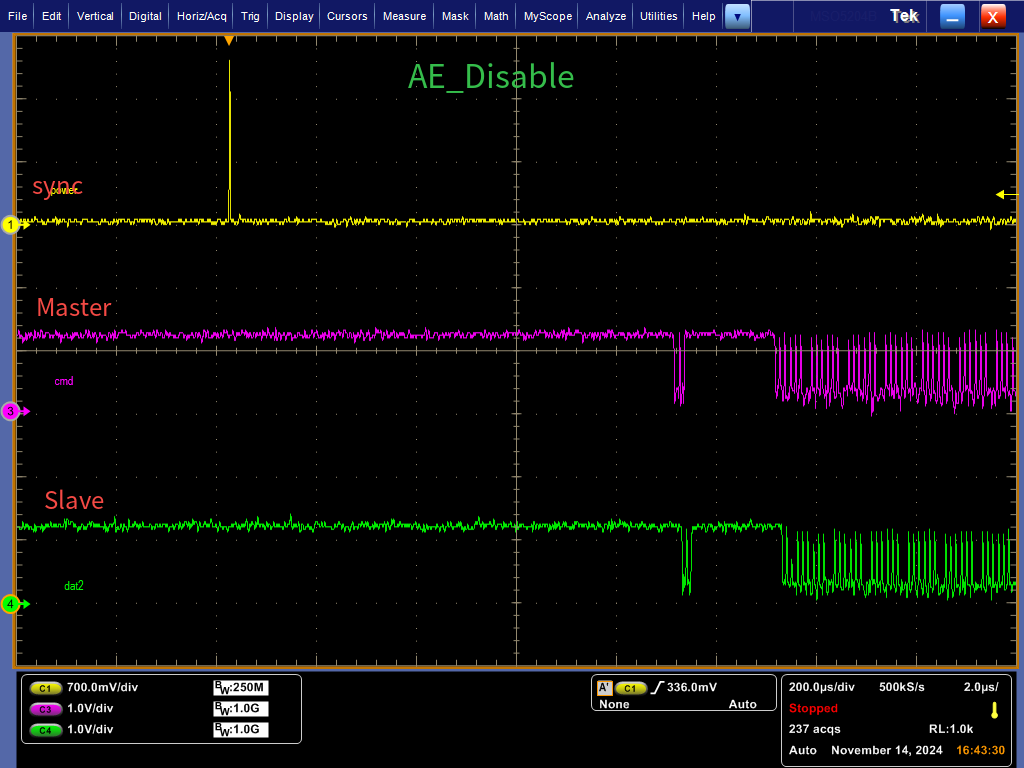 File Edit Vertical Digital Horiz/Acq Trig Display Cursors Measure Mask Math MyScope Analyze Utilities Help Tek X
AE_Disable
sync
power
1
Master
cmd
3
Slave
dat2
4
C1 700.0mV/div BW:250M
C3 1.0V/div BW:1.0G
C4 1.0V/div BW:1.0G
A' C1 336.0mV
None Auto
200.0µs/div 500kS/s 2.0µs/
Stopped
237 acqs RL:1.0k
Auto November 14, 2024 16:43:30